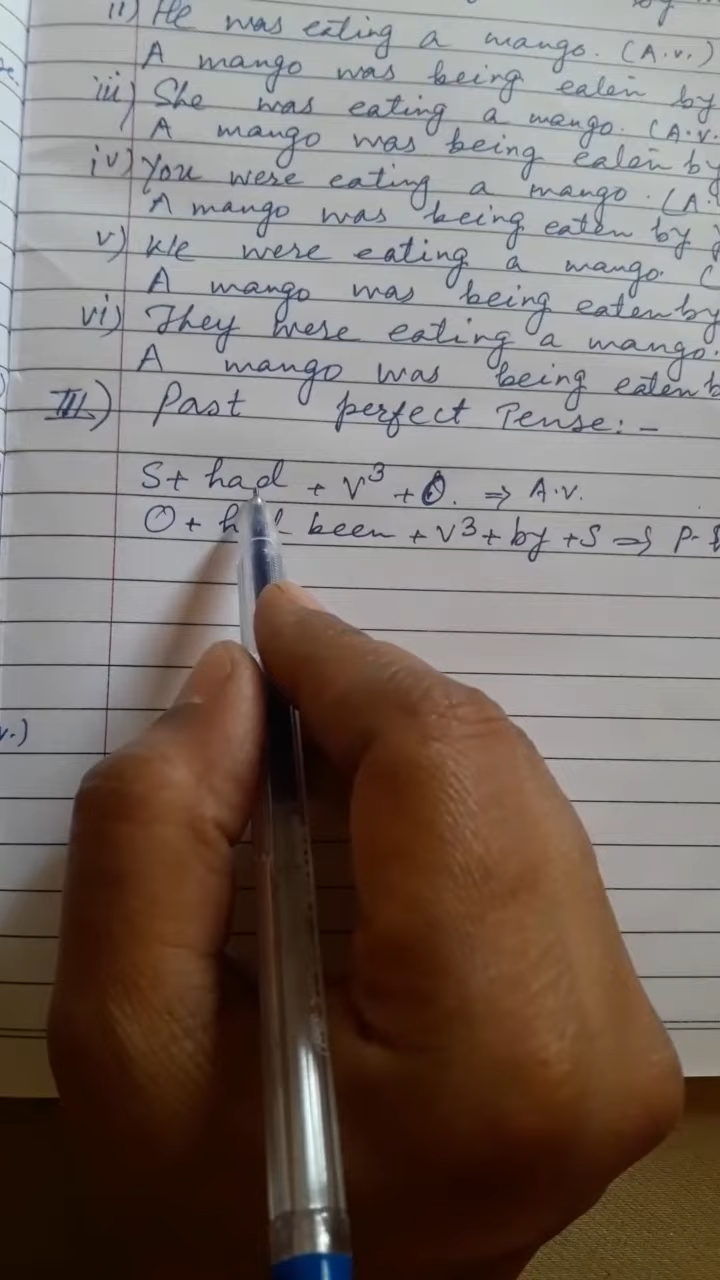 ii) He was eating a mango. (A.v.)
A mango was being eaten by
iii) She was eating a mango. (A.v.
A mango was being eaten by
iv) You were eating a mango. (A.
A mango was being eaten by
v) We were eating a mango. (
A mango was being eaten by
vi) They were eating a mango.
A mango was being eaten b
III) Past perfect Tense:-
S + had + V3 + O. ⇒ A.V.
O + been + V3 + by + S ⇒ P.
v.)